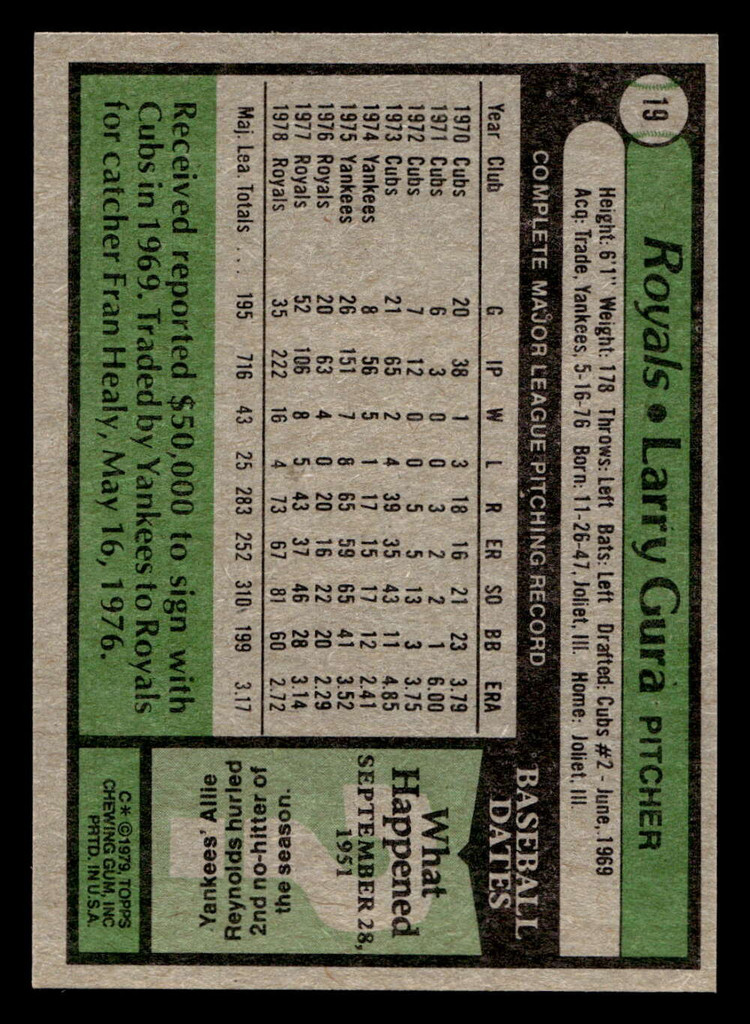 19
Royals • Larry Gura PITCHER
Height: 6'1" Weight: 178 Throws: Left Bats: Left Drafted: Cubs #2 - June, 1969
Acq: Trade, Yankees, 5-16-76 Born: 11-26-47, Joliet, Ill. Home: Joliet, Ill.
COMPLETE MAJOR LEAGUE PITCHING RECORD
Year Club G IP W L R ER SO BB ERA
1970 Cubs 20 38 1 3 18 16 21 23 3.79
1971 Cubs 6 3 0 0 3 2 2 1 6.00
1972 Cubs 7 12 0 0 5 5 13 3 3.75
1973 Cubs 21 65 2 4 39 35 43 11 4.85
1974 Yankees 8 56 5 1 17 15 17 12 2.41
1975 Yankees 26 151 7 8 65 59 65 41 3.52
1976 Royals 20 63 4 0 20 16 22 20 2.29
1977 Royals 52 106 8 5 43 37 46 28 3.14
1978 Royals 35 222 16 4 73 67 81 60 2.72
Maj. Lea. Totals ... 195 716 43 25 283 252 310 199 3.17
Received reported $50,000 to sign with
Cubs in 1969. Traded by Yankees to Royals
for catcher Fran Healy, May 16, 1976.
BASEBALL
DATES
What
Happened
SEPTEMBER 28,
1951
?
Yankees' Allie
Reynolds hurled
2nd no-hitter of
the season.
C* ©1979, TOPPS
CHEWING GUM, INC
PRTD. IN U.S.A.